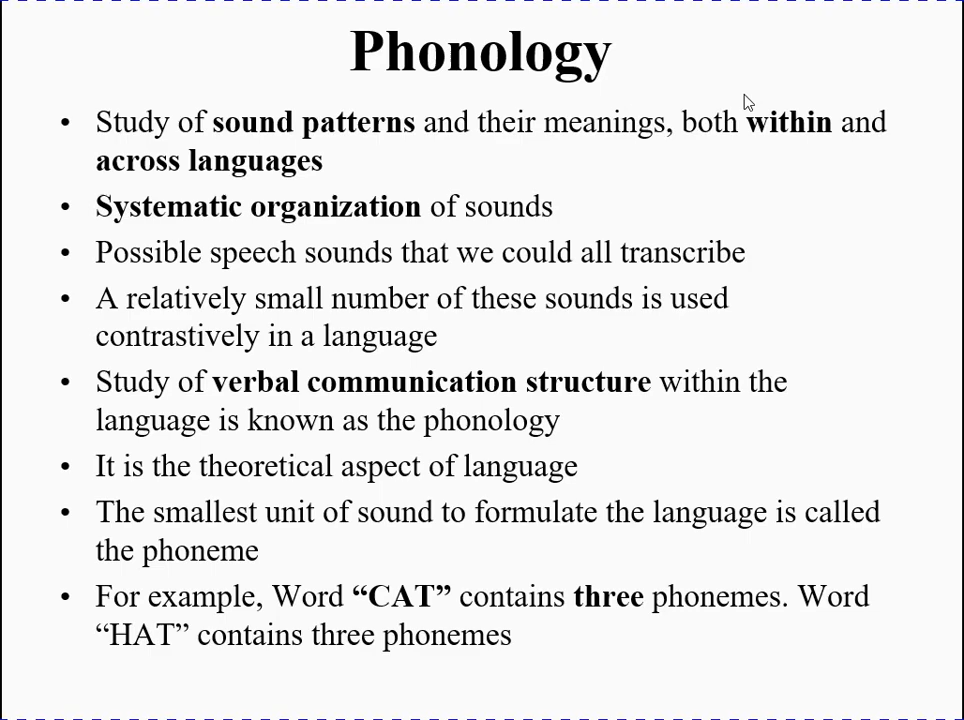 Phonology
• Study of sound patterns and their meanings, both within and
across languages
• Systematic organization of sounds
• Possible speech sounds that we could all transcribe
• A relatively small number of these sounds is used
contrastively in a language
• Study of verbal communication structure within the
language is known as the phonology
• It is the theoretical aspect of language
• The smallest unit of sound to formulate the language is called
the phoneme
• For example, Word “CAT” contains three phonemes. Word
“HAT” contains three phonemes